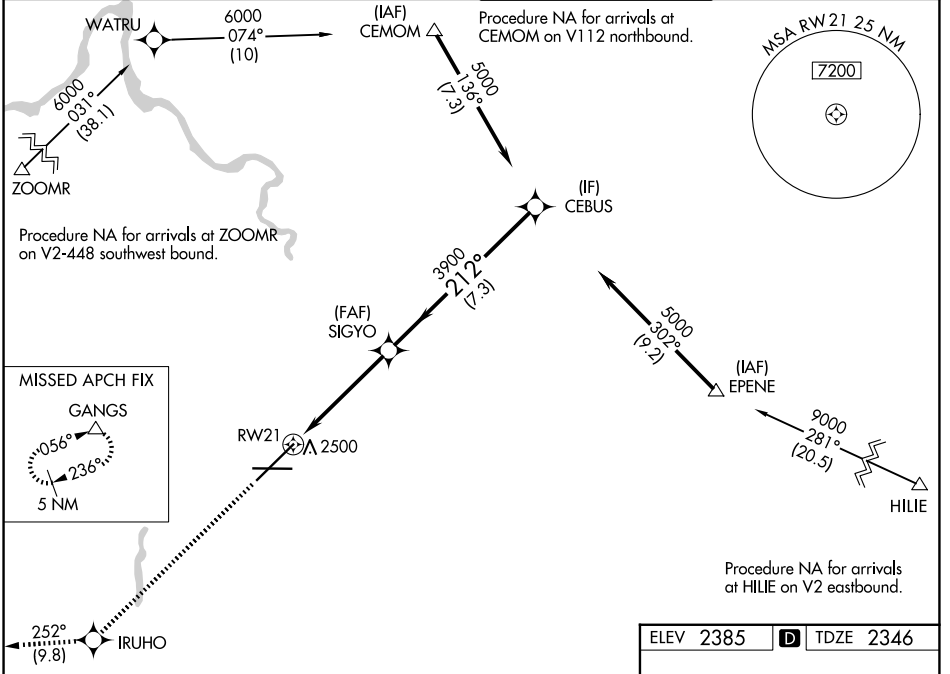 WATRU
6000
074°
(10)
(IAF)
CEMOM
Procedure NA for arrivals at
CEMOM on V112 northbound.
MSA RW 21 25 NM
7200
6000
031°
(38.1)
ZOOMR
5000
136°
(7.3)
(IF)
CEBUS
Procedure NA for arrivals at ZOOMR
on V2-448 southwest bound.
3900
212°
(7.3)
(FAF)
SIGYO
5000
302°
(9.2)
(IAF)
EPENE
MISSED APCH FIX
GANGS
056°
236°
5 NM
RW21
2500
9000
281°
(20.5)
HILIE
Procedure NA for arrivals
at HILIE on V2 eastbound.
252°
(9.8)
IRUHO
ELEV 2385 D TDZE 2346